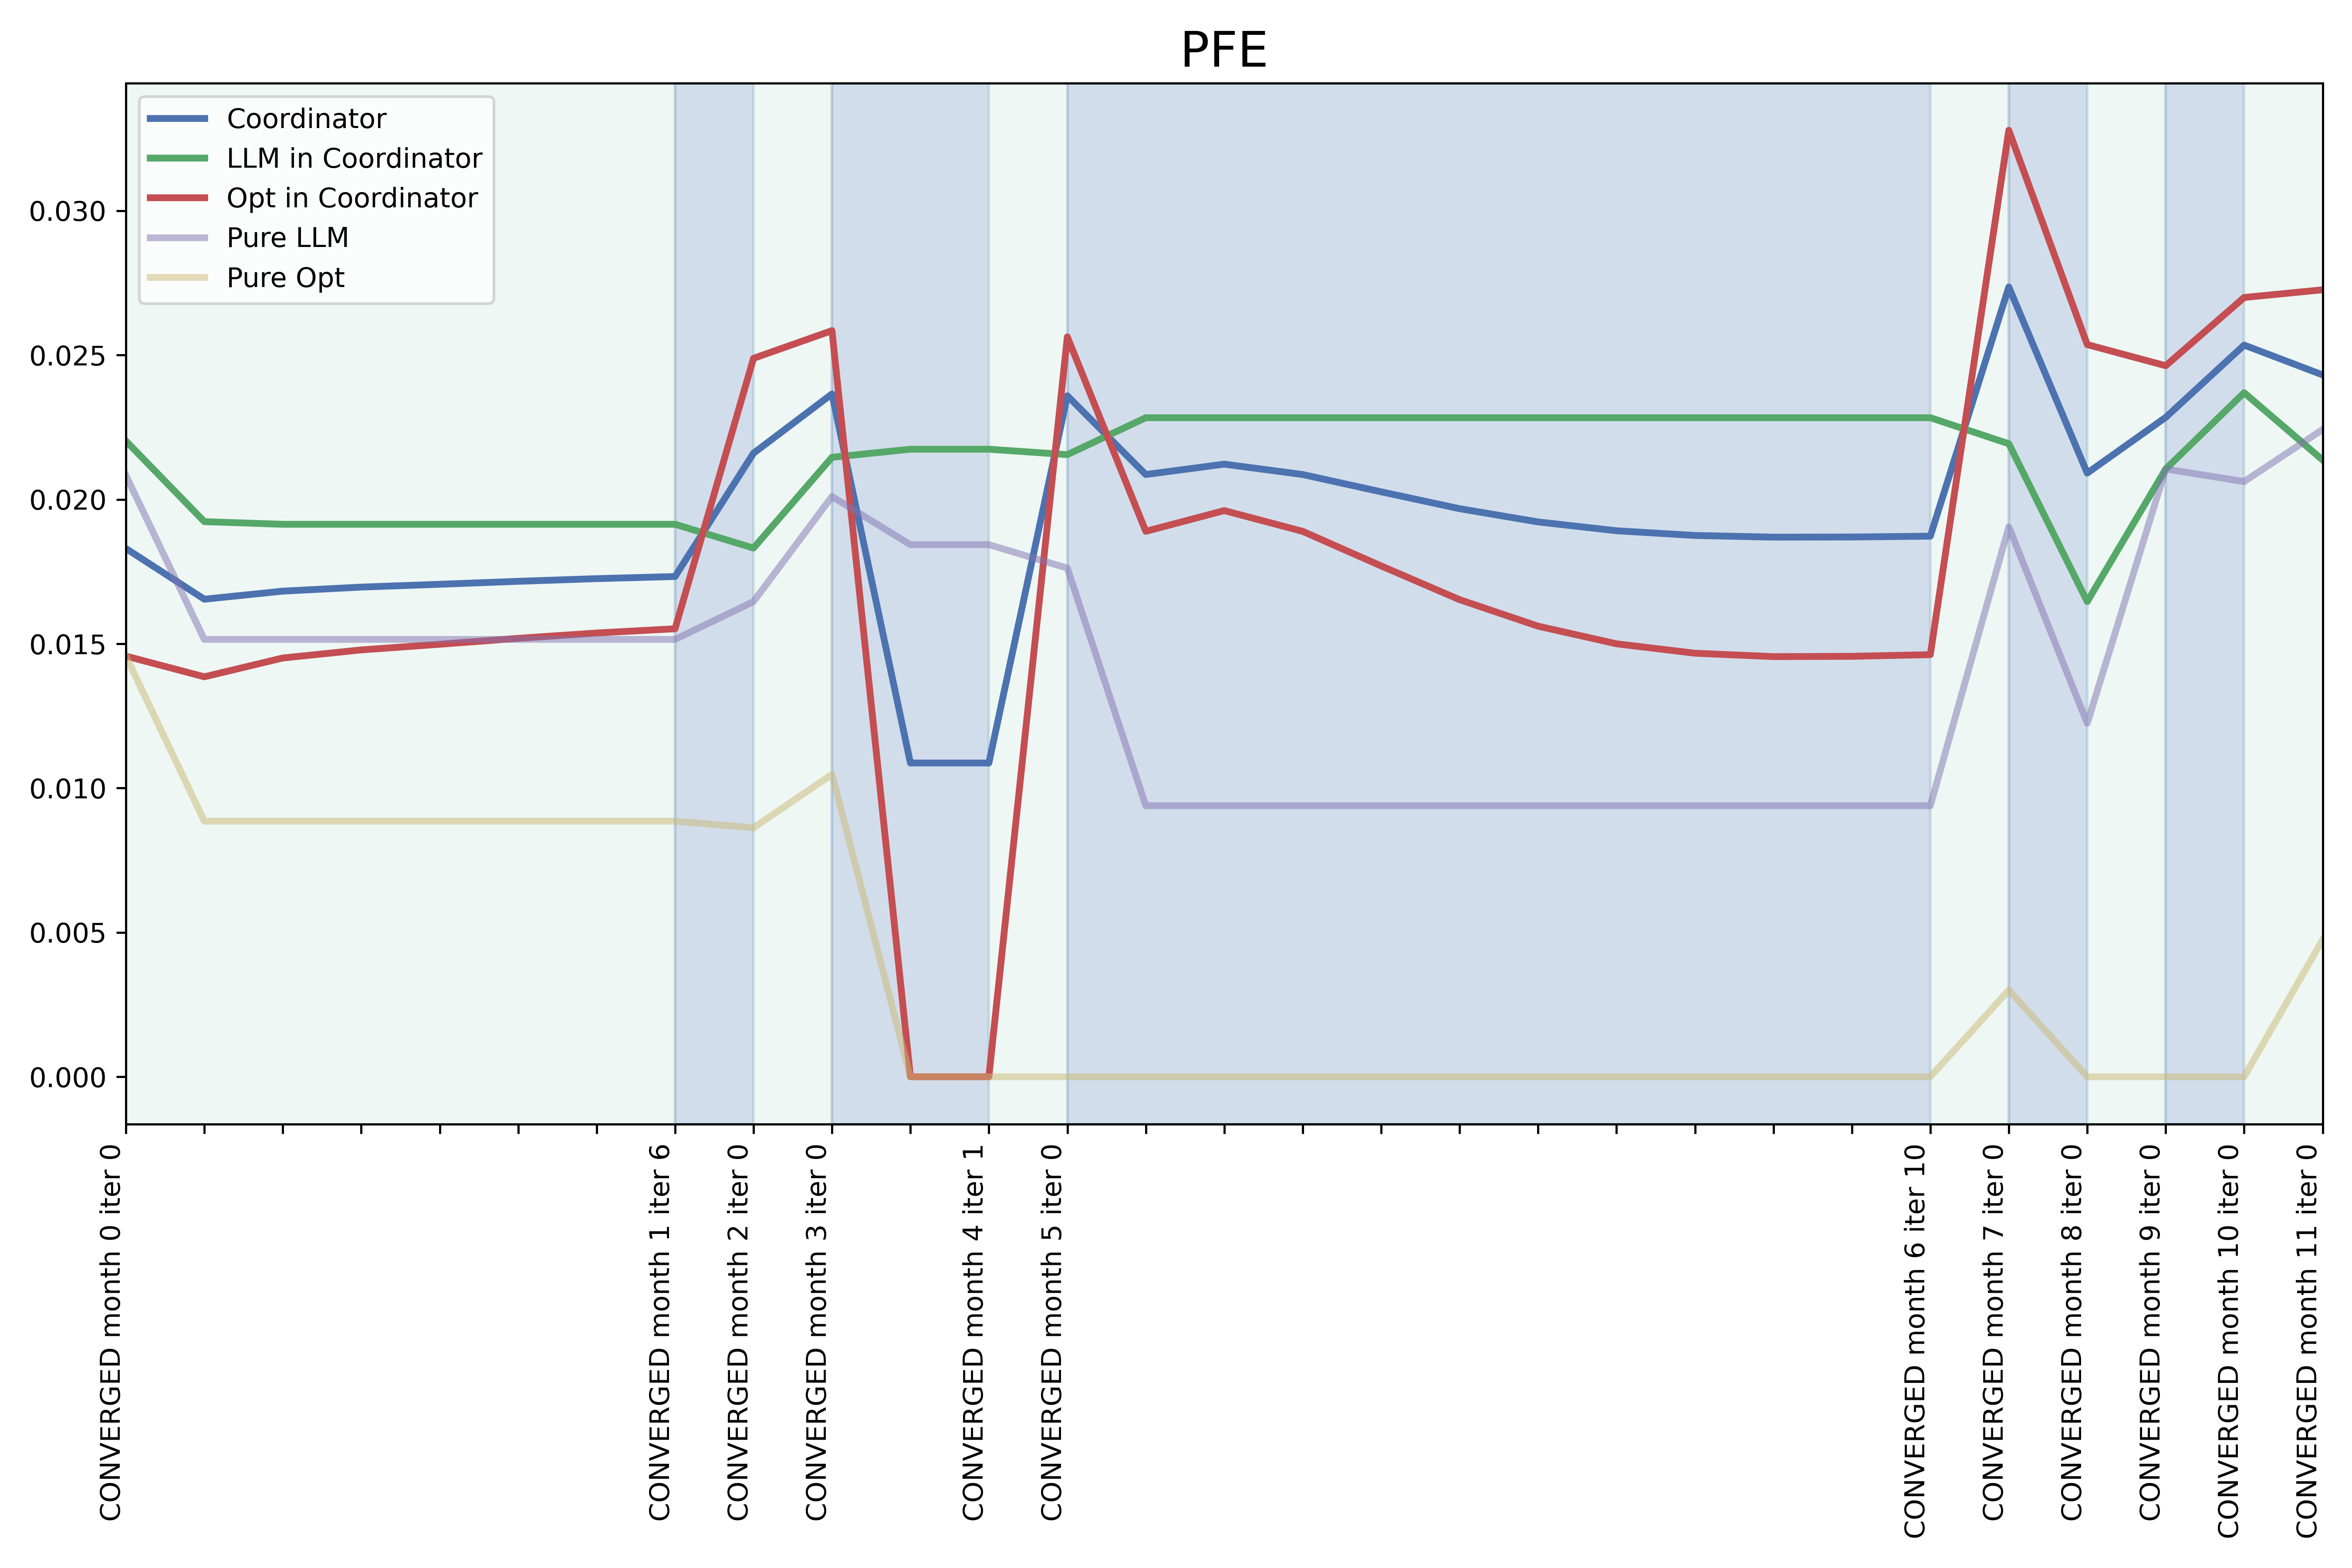 PFE
Coordinator
LLM in Coordinator
Opt in Coordinator
Pure LLM
Pure Opt
0.030
0.025
0.020
0.015
0.010
0.005
0.000
CONVERGED month 0 iter 0
CONVERGED month 1 iter 6
CONVERGED month 2 iter 0
CONVERGED month 3 iter 0
CONVERGED month 4 iter 1
CONVERGED month 5 iter 0
CONVERGED month 6 iter 10
CONVERGED month 7 iter 0
CONVERGED month 8 iter 0
CONVERGED month 9 iter 0
CONVERGED month 10 iter 0
CONVERGED month 11 iter 0